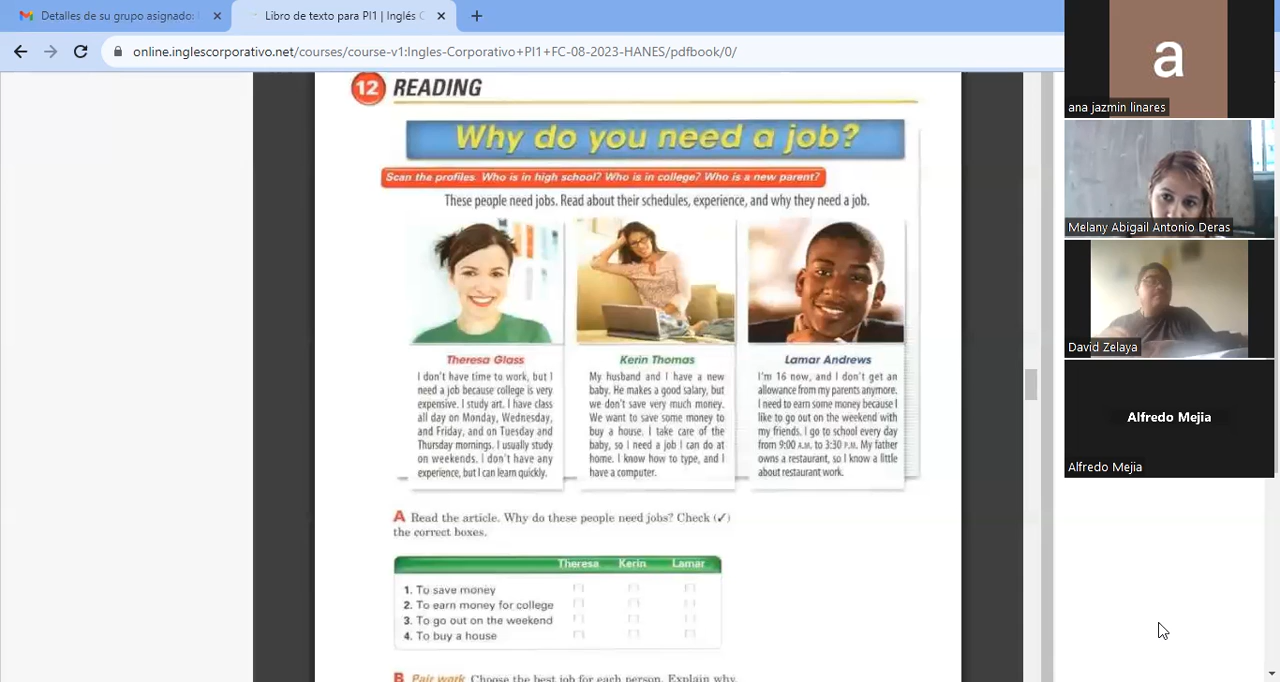 Detalles de su grupo asignado:
Libro de texto para PI1 | Inglés C
online.inglescorporativo.net/courses/course-v1:Ingles-Corporativo+PI1+FC-08-2023-HANES/pdfbook/0/
12 READING
Why do you need a job?
Scan the profiles. Who is in high school? Who is in college? Who is a new parent?
These people need jobs. Read about their schedules, experience, and why they need a job.
Theresa Glass
I don't have time to work, but I
need a job because college is very
expensive. I study art. I have class
all day on Monday, Wednesday,
and Friday, and on Tuesday and
Thursday mornings. I usually study
on weekends. I don't have any
experience, but I can learn quickly.
Kerin Thomas
My husband and I have a new
baby. He makes a good salary, but
we don't save very much money.
We want to save some money to
buy a house. I take care of the
baby, so I need a job I can do at
home. I know how to type, and I
have a computer.
Lamar Andrews
I'm 16 now, and I don't get an
allowance from my parents anymore.
I need to earn some money because I
like to go out on the weekend with
my friends. I go to school every day
from 9:00 A.M. to 3:30 P.M. My father
owns a restaurant, so I know a little
about restaurant work.
A Read the article. Why do these people need jobs? Check (✓)
the correct boxes.
Theresa Kerin Lamar
1. To save money
2. To earn money for college
3. To go out on the weekend
4. To buy a house
B Pair work Choose the best job for each person. Explain why.
a
ana jazmin linares
Melany Abigail Antonio Deras
David Zelaya
Alfredo Mejia
Alfredo Mejia